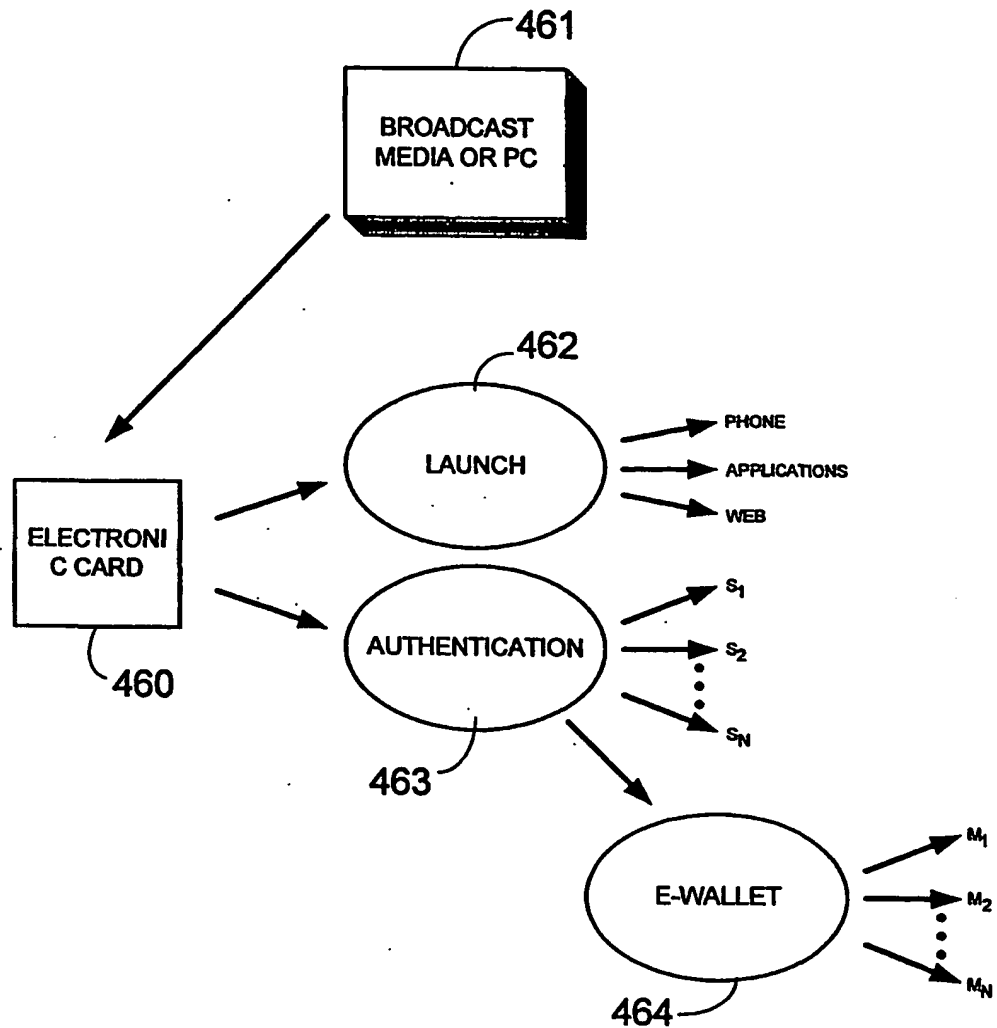 461
BROADCAST
MEDIA OR PC
462
LAUNCH
PHONE
APPLICATIONS
WEB
ELECTRONI
C CARD
460
AUTHENTICATION
S1
S2
SN
463
E-WALLET
M1
M2
MN
464